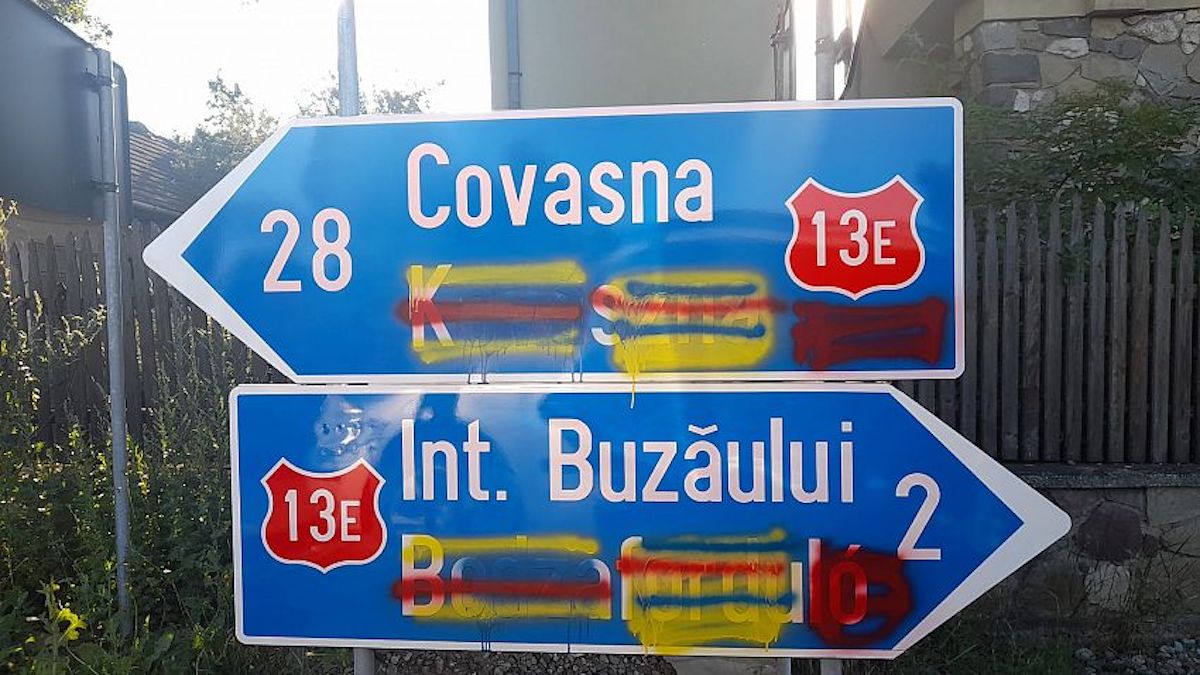 Covasna
28
13E
Int. Buzăului
13E
2